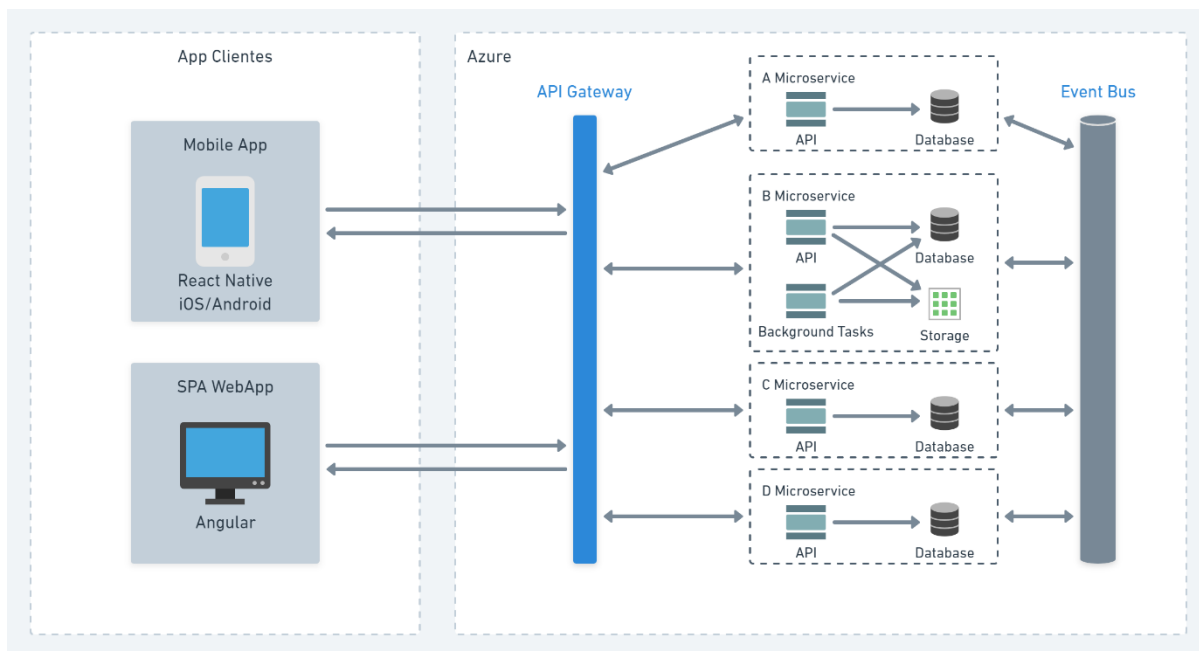 App Clientes
Mobile App
React Native
iOS/Android
SPA WebApp
Angular
Azure
API Gateway
A Microservice
API
Database
B Microservice
API
Database
Background Tasks
Storage
C Microservice
API
Database
D Microservice
API
Database
Event Bus